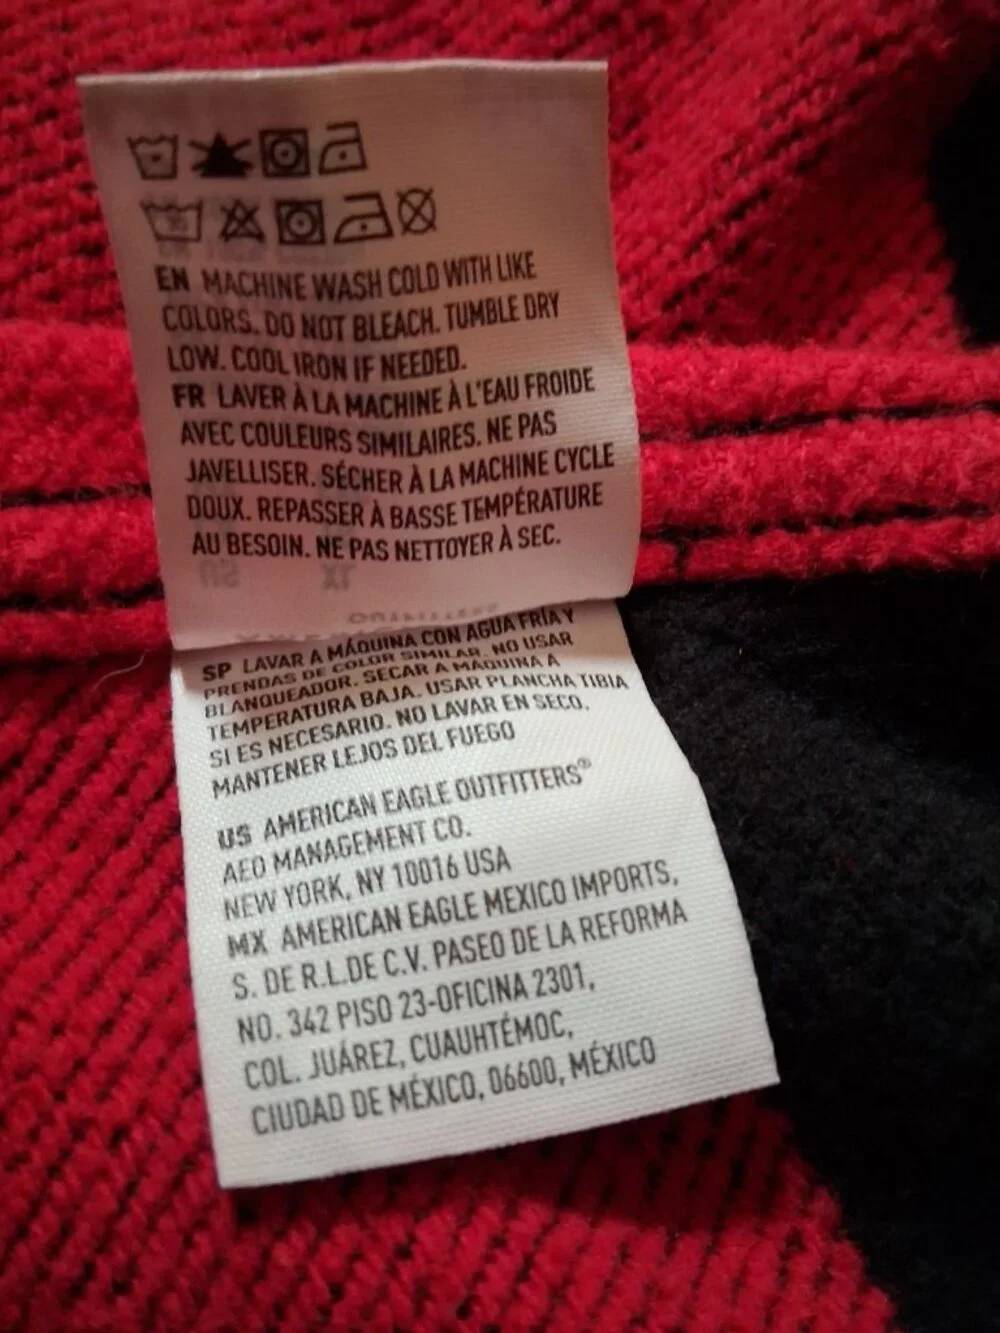 EN MACHINE WASH COLD WITH LIKE
COLORS. DO NOT BLEACH. TUMBLE DRY
LOW. COOL IRON IF NEEDED.
FR LAVER À LA MACHINE À L'EAU FROIDE
AVEC COULEURS SIMILAIRES. NE PAS
JAVELLISER. SÉCHER À LA MACHINE CYCLE
DOUX. REPASSER À BASSE TEMPÉRATURE
AU BESOIN. NE PAS NETTOYER À SEC.
SP LAVAR A MÁQUINA CON AGUA FRÍA Y
PRENDAS DE COLOR SIMILAR. NO USAR
BLANQUEADOR. SECAR A MÁQUINA A
TEMPERATURA BAJA. USAR PLANCHA TIBIA
SI ES NECESARIO. NO LAVAR EN SECO.
MANTENER LEJOS DEL FUEGO
US AMERICAN EAGLE OUTFITTERS®
AEO MANAGEMENT CO.
NEW YORK, NY 10016 USA
MX AMERICAN EAGLE MEXICO IMPORTS,
S. DE R.L.DE C.V. PASEO DE LA REFORMA
NO. 342 PISO 23-OFICINA 2301,
COL. JUÁREZ, CUAUHTÉMOC,
CIUDAD DE MÉXICO, 06600, MÉXICO